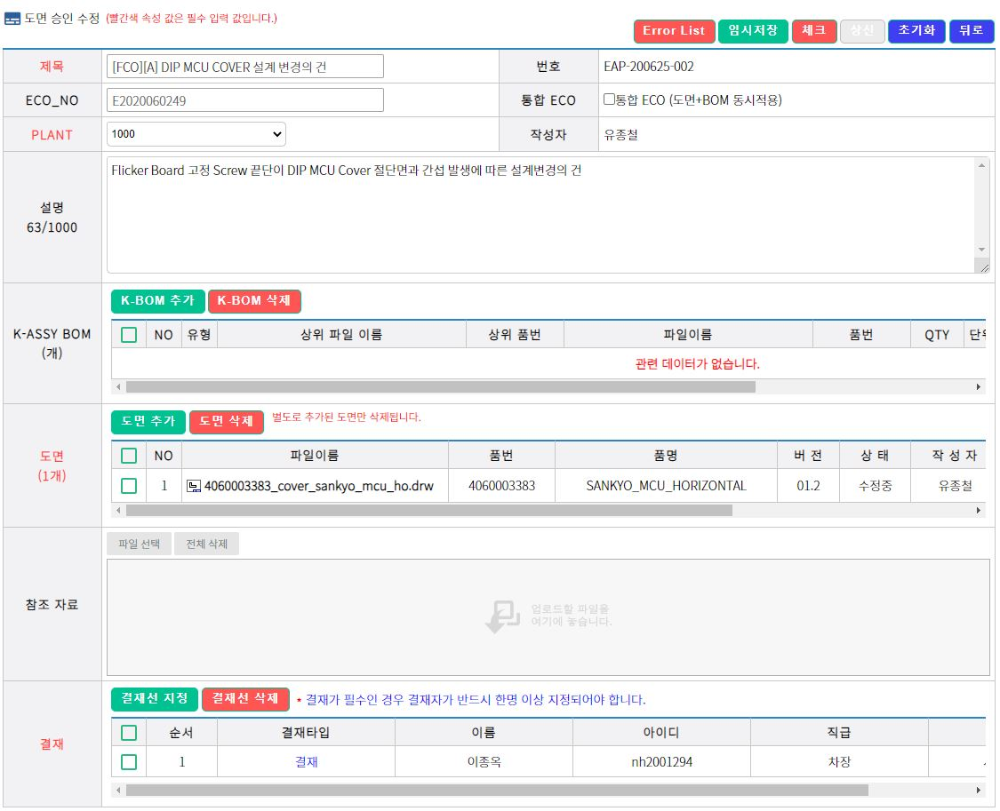 도면 승인 수정 (빨간색 속성 값은 필수 입력 값입니다.)
Error List 임시저장 체크 상신 초기화 뒤로
제목 [FCO][A] DIP MCU COVER 설계 변경의 건 번호 EAP-200625-002
ECO_NO E2020060249 통합 ECO 통합 ECO (도면+BOM 동시적용)
PLANT 1000 작성자 유종철
설명
63/1000
Flicker Board 고정 Screw 끝단이 DIP MCU Cover 절단면과 간섭 발생에 따른 설계변경의 건
K-ASSY BOM
(개)
K-BOM 추가 K-BOM 삭제
NO 유형 상위 파일 이름 상위 품번 파일이름 품번 QTY 단위
관련 데이터가 없습니다.
도면
(1개)
도면 추가 도면 삭제 별도로 추가된 도면만 삭제됩니다.
NO 파일이름 품번 품명 버 전 상 태 작 성 자
1 4060003383_cover_sankyo_mcu_ho.drw 4060003383 SANKYO_MCU_HORIZONTAL 01.2 수정중 유종철
참조 자료
파일 선택 전체 삭제
업로드할 파일을
여기에 놓습니다.
결재
결재선 지정 결재선 삭제 * 결재가 필수인 경우 결재자가 반드시 한명 이상 지정되어야 합니다.
순서 결재타입 이름 아이디 직급
1 결재 이종옥 nh2001294 차장